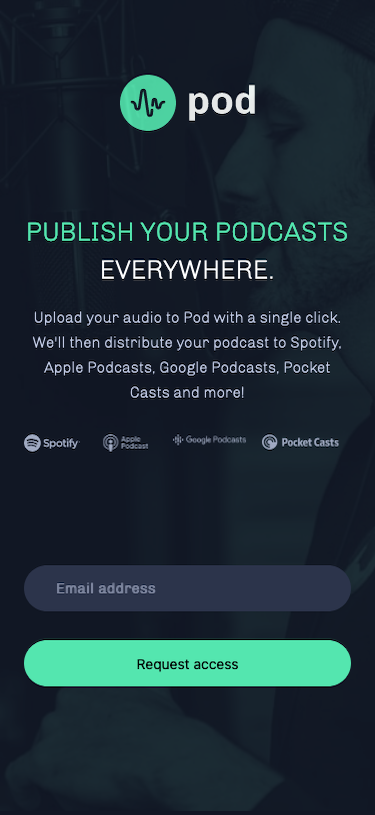 pod
PUBLISH YOUR PODCASTS
EVERYWHERE.
Upload your audio to Pod with a single click.
We'll then distribute your podcast to Spotify,
Apple Podcasts, Google Podcasts, Pocket
Casts and more!
Spotify
Apple
Podcast
Google Podcasts
Pocket Casts
Email address
Request access